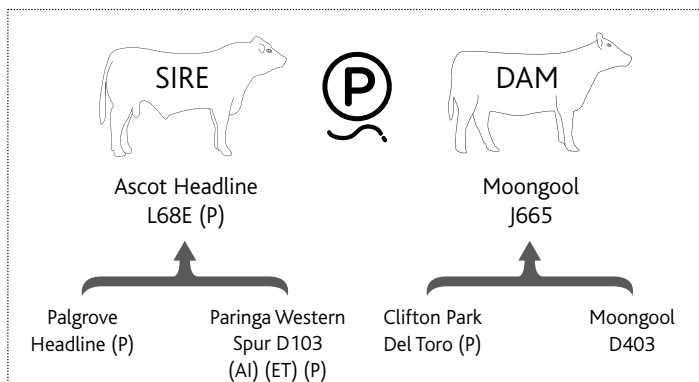 SIRE
P
DAM
Ascot Headline
L68E (P)
Moongool
J665
Palgrove
Headline (P)
Paringa Western
Spur D103
(AI) (ET) (P)
Clifton Park
Del Toro (P)
Moongool
D403